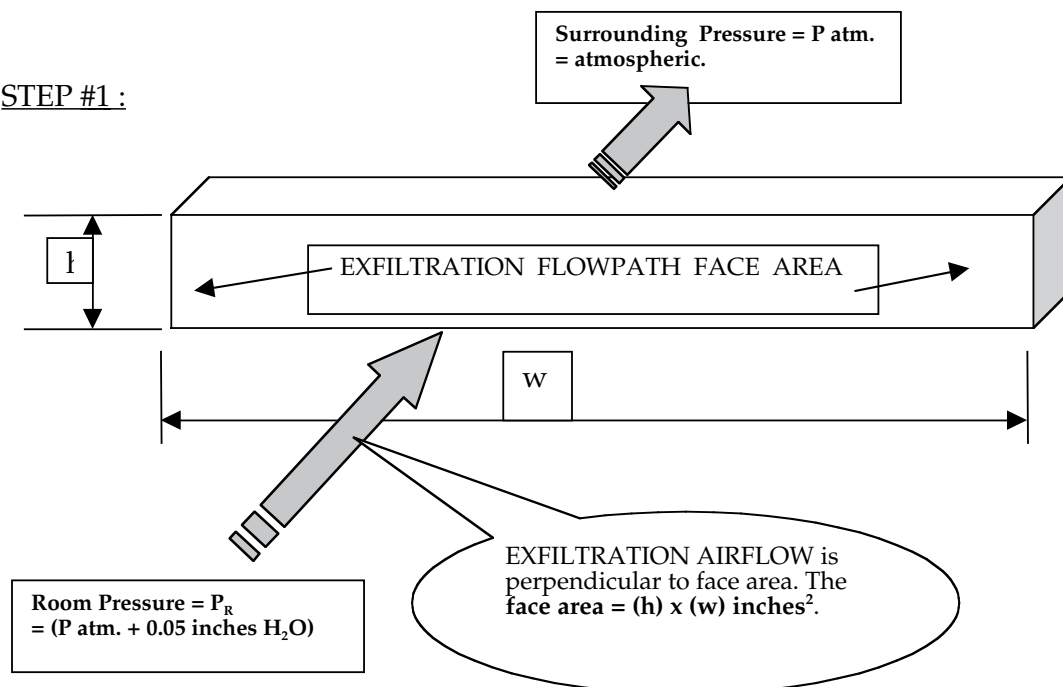 Surrounding Pressure = P atm.
= atmospheric.
STEP #1 :
EXFILTRATION FLOWPATH FACE AREA
w
EXFILTRATION AIRFLOW is
perpendicular to face area. The
face area = (h) x (w) inches².
Room Pressure = P_R
= (P atm. + 0.05 inches H₂O)